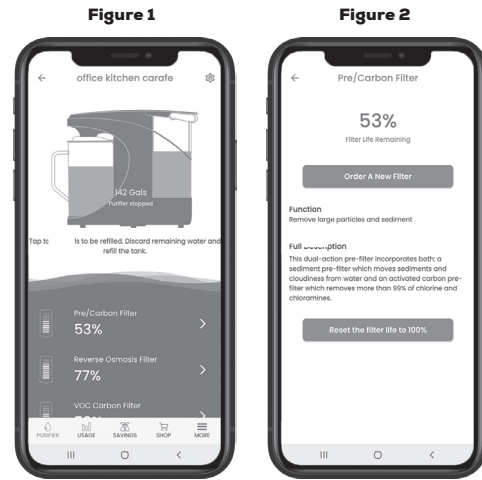 Figure 1
office kitchen carafe
142 Gals
Purifier stopped
Tap to is to be refilled. Discard remaining water and
refill the tank.
Pre/Carbon Filter
53%
Reverse Osmosis Filter
77%
VOC Carbon Filter
PURIFIER USAGE SAVINGS SHOP MORE
Figure 2
Pre/Carbon Filter
53%
Filter Life Remaining
Order A New Filter
Function
Remove large particles and sediment
Full
This dual-action pre-filter incorporates both: a
sediment pre-filter which moves sediments and
cloudiness from water and an activated carbon pre-
filter which removes more than 99% of chlorine and
chloramines.
Reset the filter life to 100%